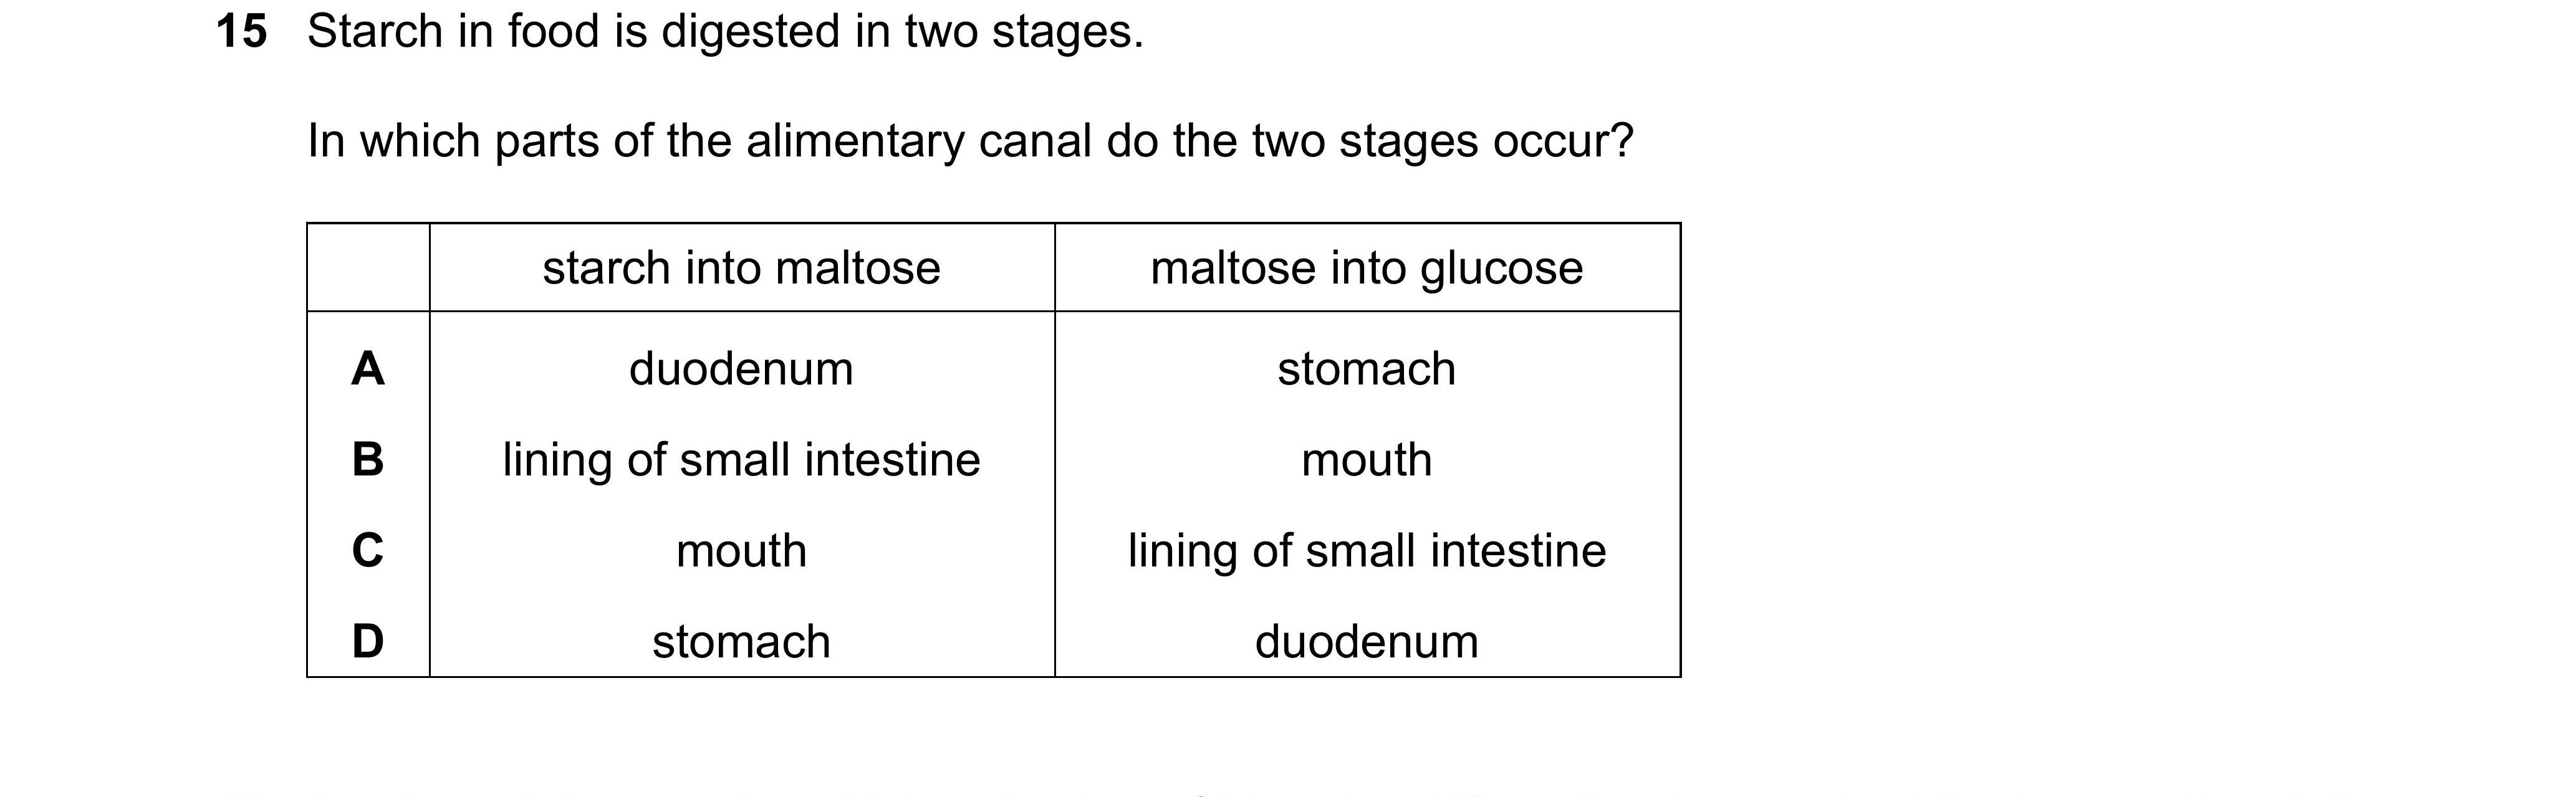 15 Starch in food is digested in two stages.
In which parts of the alimentary canal do the two stages occur?
starch into maltose maltose into glucose
A duodenum stomach
B lining of small intestine mouth
C mouth lining of small intestine
D stomach duodenum